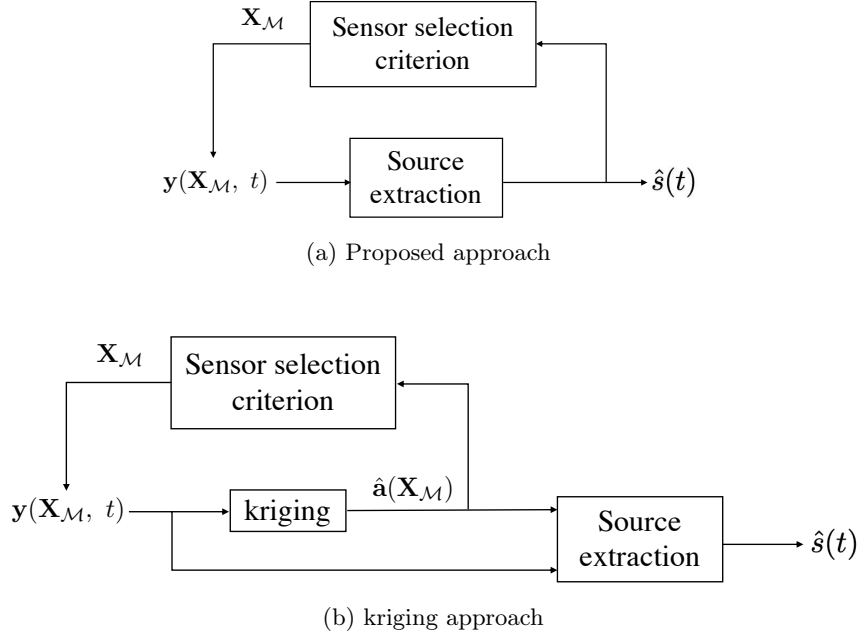 X_ℳ
Sensor selection
criterion
y(X_ℳ, t)
Source
extraction
ŝ(t)
(a) Proposed approach
X_ℳ
Sensor selection
criterion
y(X_ℳ, t)
kriging
â(X_ℳ)
Source
extraction
ŝ(t)
(b) kriging approach